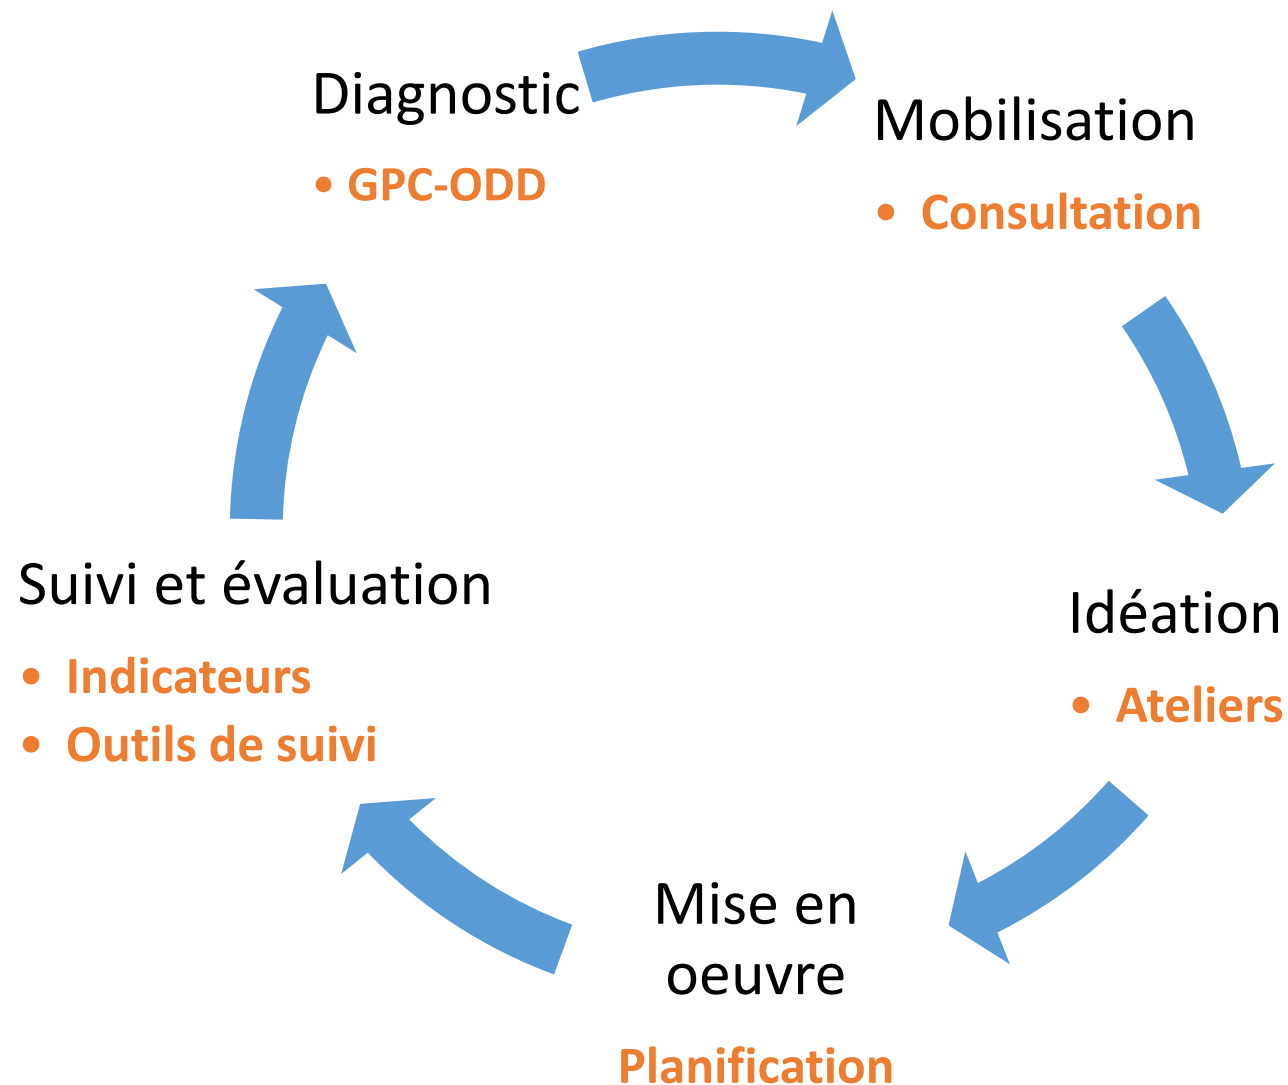 Diagnostic
• GPC-ODD
Mobilisation
• Consultation
Idéation
• Ateliers
Mise en
oeuvre
Planification
Suivi et évaluation
• Indicateurs
• Outils de suivi